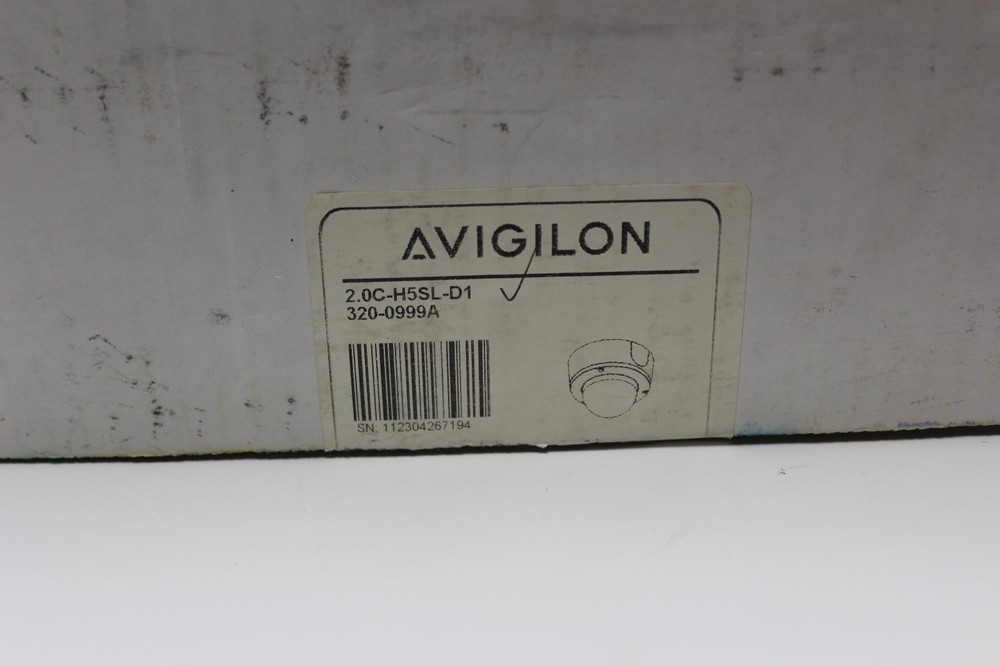 AVIGILON
2.0C-H5SL-D1
320-0999A
SN: 112304267194